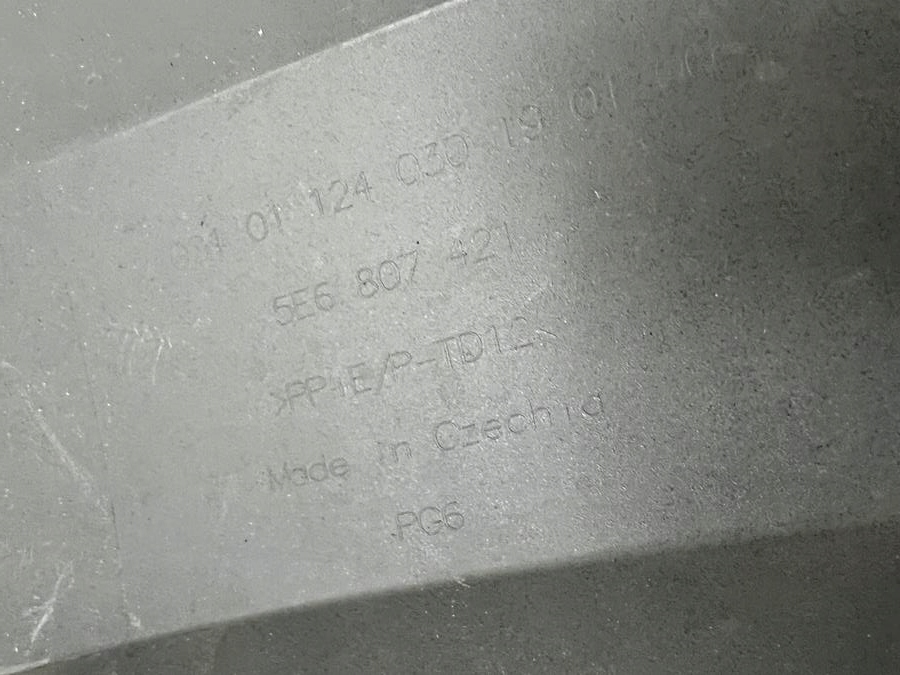 01 124 030 19 01
5E6 807 421
>PP+E/P-TD12<
Made in Czechia
PG6